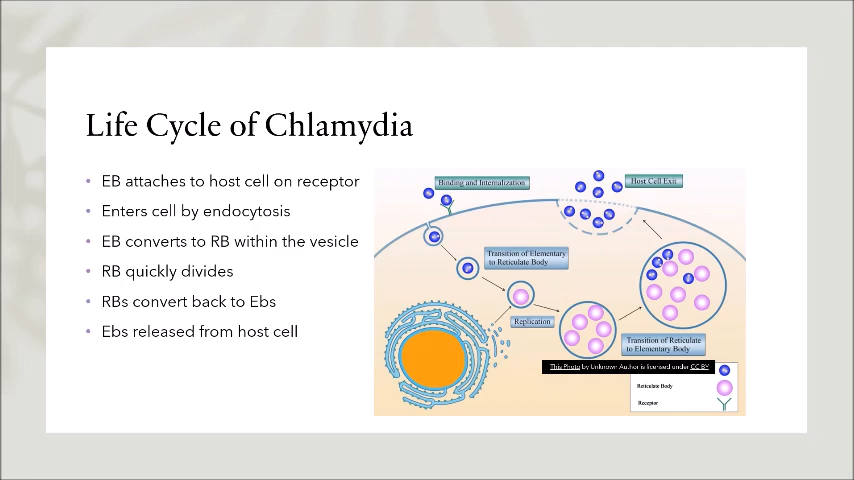 Life Cycle of Chlamydia
• EB attaches to host cell on receptor
• Enters cell by endocytosis
• EB converts to RB within the vesicle
• RB quickly divides
• RBs convert back to Ebs
• Ebs released from host cell
Binding and Internalization
Host Cell Exit
Transition of Elementary
to Reticulate Body
Replication
Transition of Reticulate
to Elementary Body
This Photo by Unknown Author is licensed under CC BY
Reticulate Body
Receptor